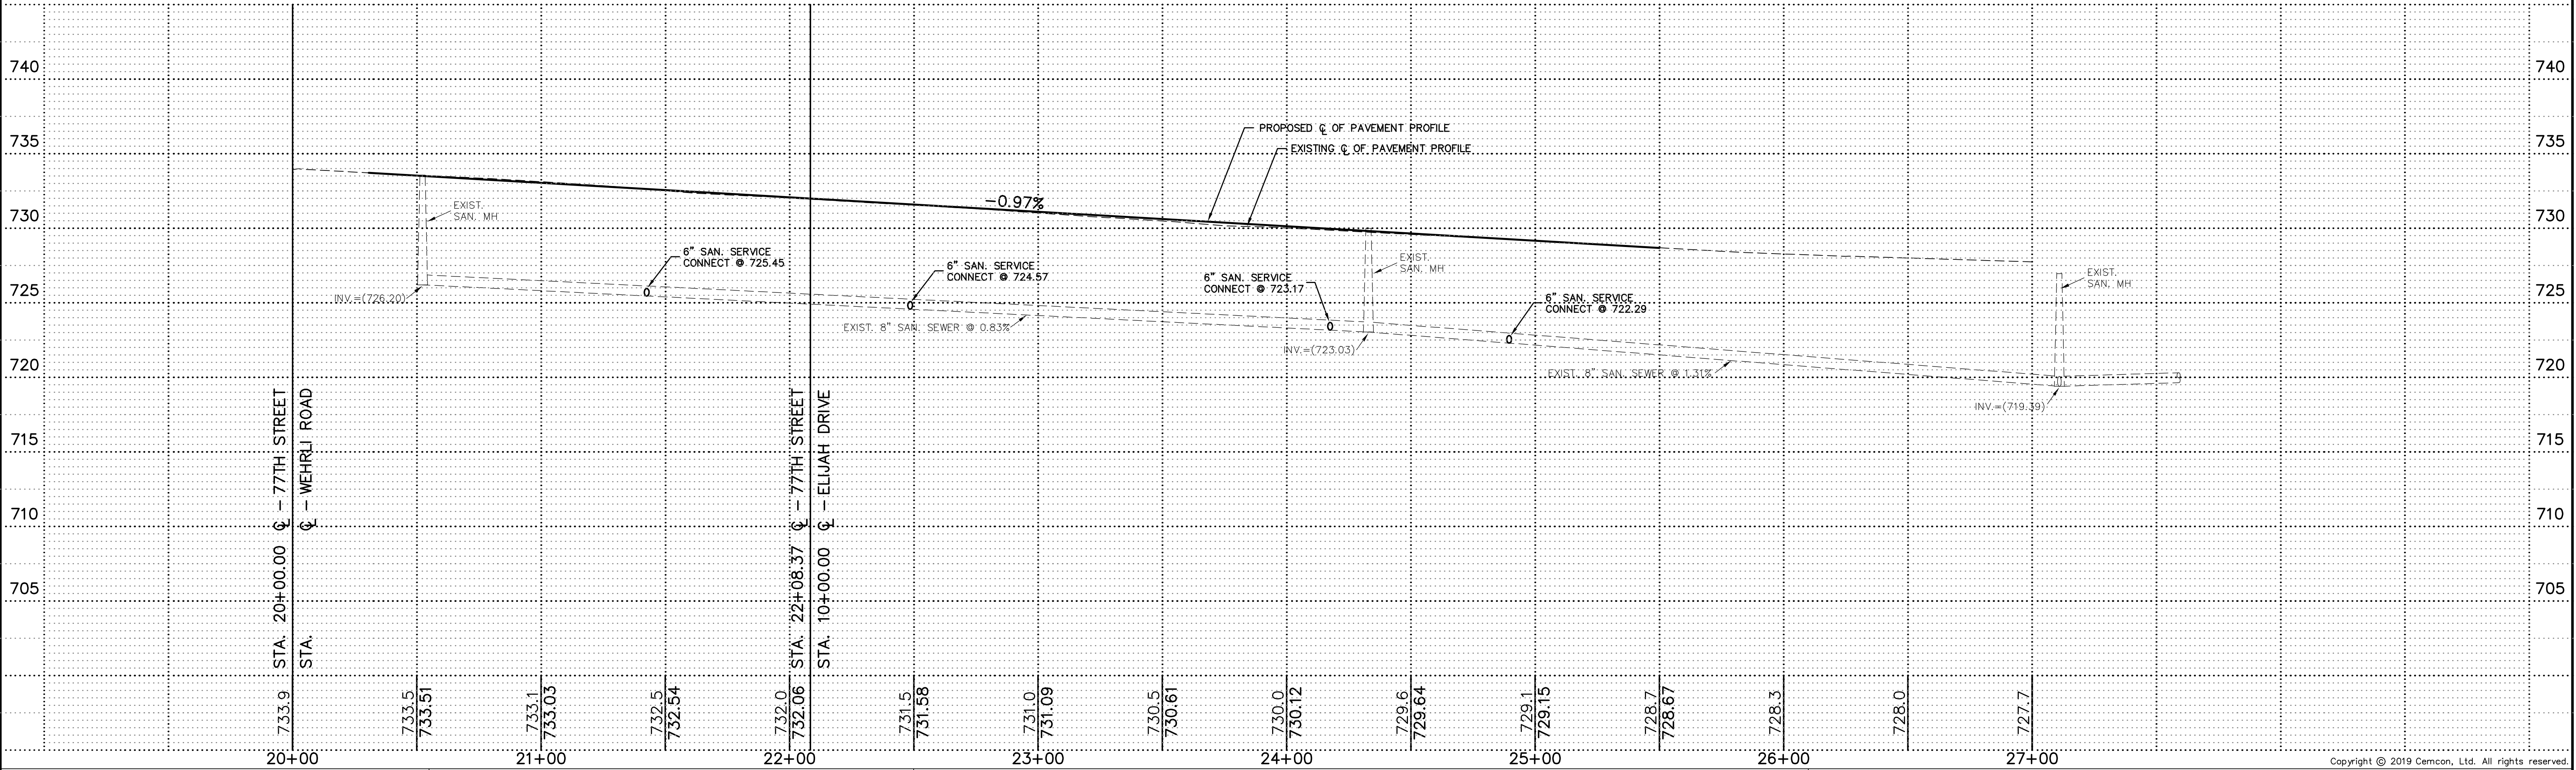 740
740
735
735
730
730
725
725
720
720
715
715
710
710
705
705
PROPOSED ℄ OF PAVEMENT PROFILE
EXISTING ℄ OF PAVEMENT PROFILE
-0.97%
EXIST.
SAN. MH
INV.=(726.20)
6" SAN. SERVICE
CONNECT @ 725.45
6" SAN. SERVICE
CONNECT @ 724.57
EXIST. 8" SAN. SEWER @ 0.83%
6" SAN. SERVICE
CONNECT @ 723.17
EXIST.
SAN. MH
INV.=(723.03)
6" SAN. SERVICE
CONNECT @ 722.29
EXIST. 8" SAN. SEWER @ 1.31%
EXIST.
SAN. MH
INV.=(719.39)
STA. 20+00.00 ℄ - 77TH STREET
STA. ℄ - WEHRLI ROAD
STA. 22+08.37 ℄ - 77TH STREET
STA. 10+00.00 ℄ - ELIJAH DRIVE
733.9
733.5
733.51
733.1
733.03
732.5
732.54
732.0
732.06
731.5
731.58
731.0
731.09
730.5
730.61
730.0
730.12
729.6
729.64
729.1
729.15
728.7
728.67
728.3
728.0
727.7
20+00
21+00
22+00
23+00
24+00
25+00
26+00
27+00
Copyright © 2019 Cemcon, Ltd. All rights reserved.